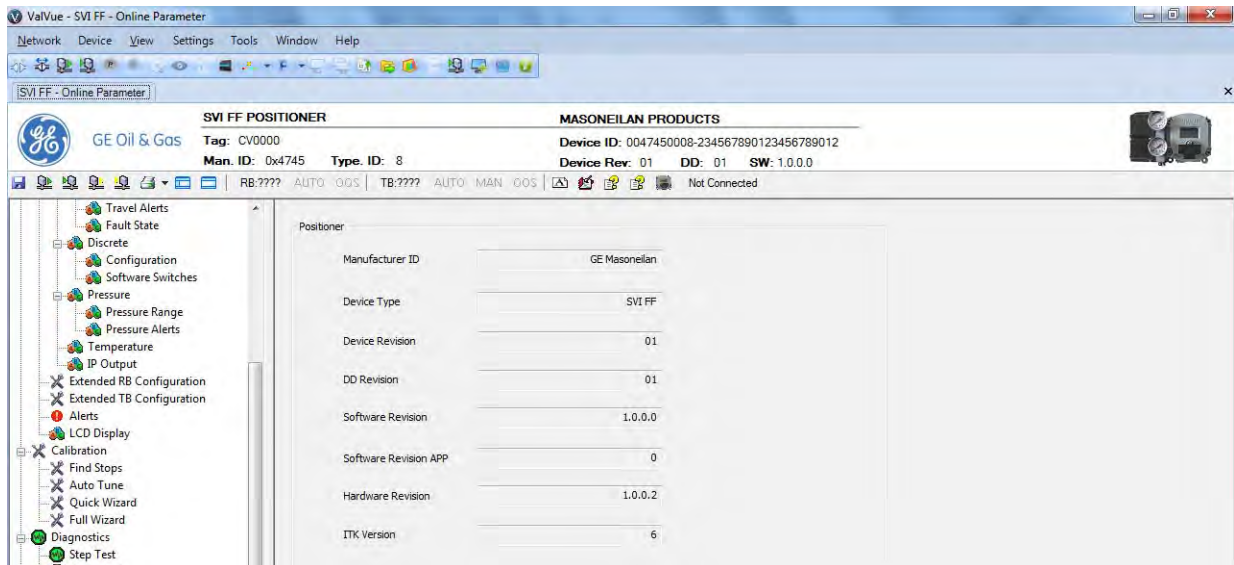 ValVue - SVI FF - Online Parameter
Network Device View Settings Tools Window Help
SVI FF - Online Parameter
GE Oil & Gas
SVI FF POSITIONER
MASONEILAN PRODUCTS
Tag: CV0000
Device ID: 0047450008-234567890123456789012
Man. ID: 0x4745 Type. ID: 8
Device Rev: 01 DD: 01 SW: 1.0.0.0
RB:???? AUTO OOS TB:???? AUTO MAN OOS Not Connected
Travel Alerts
Fault State
Discrete
Configuration
Software Switches
Pressure
Pressure Range
Pressure Alerts
Temperature
IP Output
Extended RB Configuration
Extended TB Configuration
Alerts
LCD Display
Calibration
Find Stops
Auto Tune
Quick Wizard
Full Wizard
Diagnostics
Step Test
Positioner
Manufacturer ID GE Masoneilan
Device Type SVI FF
Device Revision 01
DD Revision 01
Software Revision 1.0.0.0
Software Revision APP 0
Hardware Revision 1.0.0.2
ITK Version 6